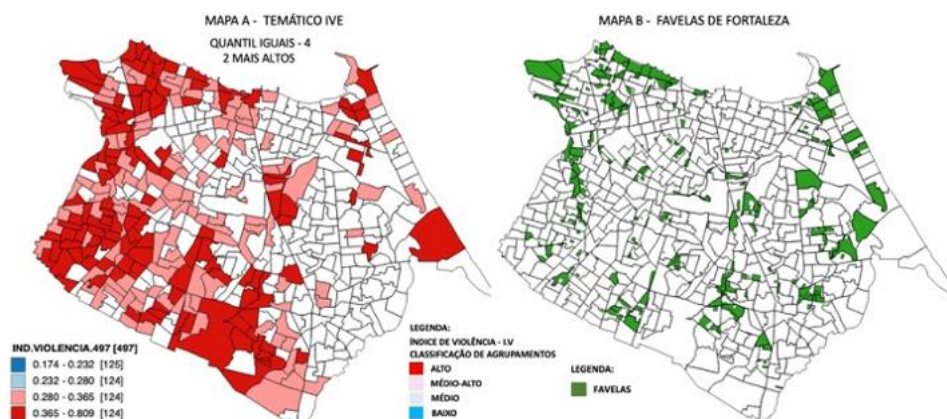 MAPA A - TEMÁTICO IVE
QUANTIL IGUAIS - 4
2 MAIS ALTOS
MAPA B - FAVELAS DE FORTALEZA
IND.VIOLENCIA.497 [497]
0.174 - 0.232 [125]
0.232 - 0.280 [124]
0.280 - 0.365 [124]
0.365 - 0.809 [124]
LEGENDA:
ÍNDICE DE VIOLÊNCIA - I.V
CLASSIFICAÇÃO DE AGRUPAMENTOS
ALTO
MÉDIO-ALTO
MÉDIO
BAIXO
LEGENDA:
FAVELAS